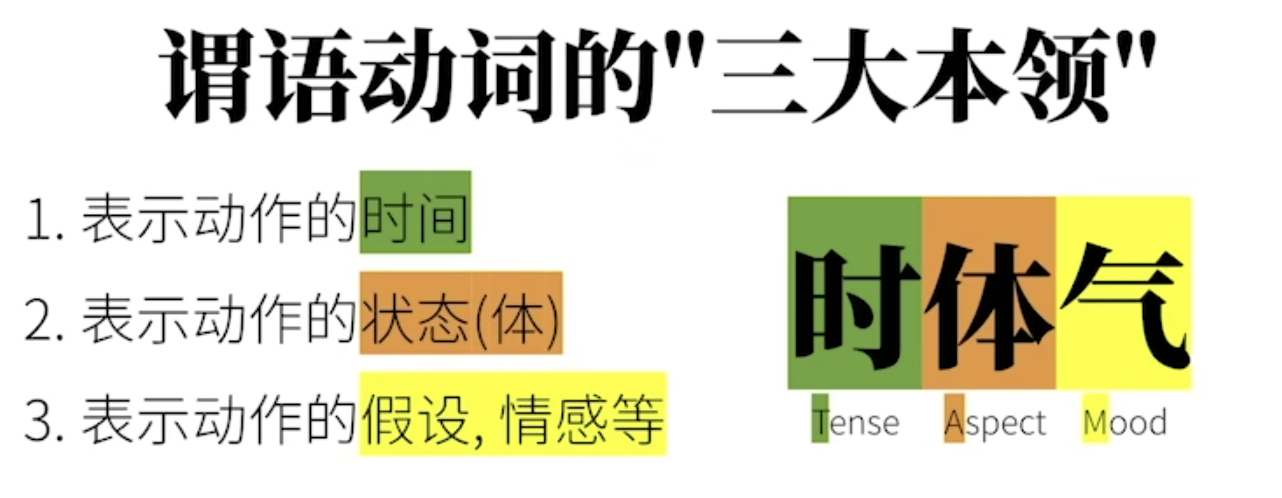 谓语动词的"三大本领"
1. 表示动作的时间
2. 表示动作的状态(体)
3. 表示动作的假设, 情感等
时体气
Tense Aspect Mood